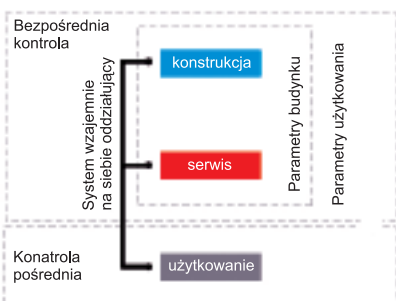 Bezpośrednia
kontrola
konstrukcja
System wzajemnie
na siebie oddziałujący
serwis
Parametry budynku
Parametry użytkowania
Konatrola
pośrednia
użytkowanie